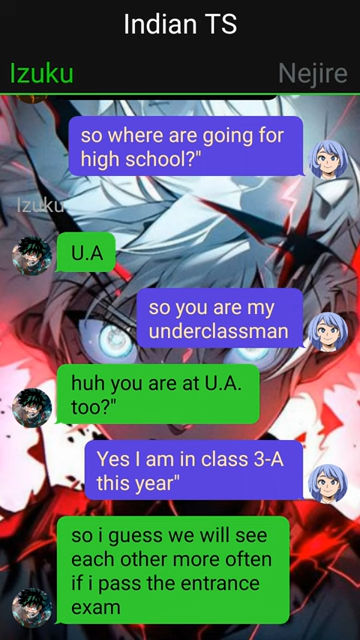 Indian TS
Izuku
Nejire
so where are going for
high school?"
Izuku
U.A
so you are my
underclassman
huh you are at U.A.
too?"
Yes I am in class 3-A
this year"
so i guess we will see
each other more often
if i pass the entrance
exam